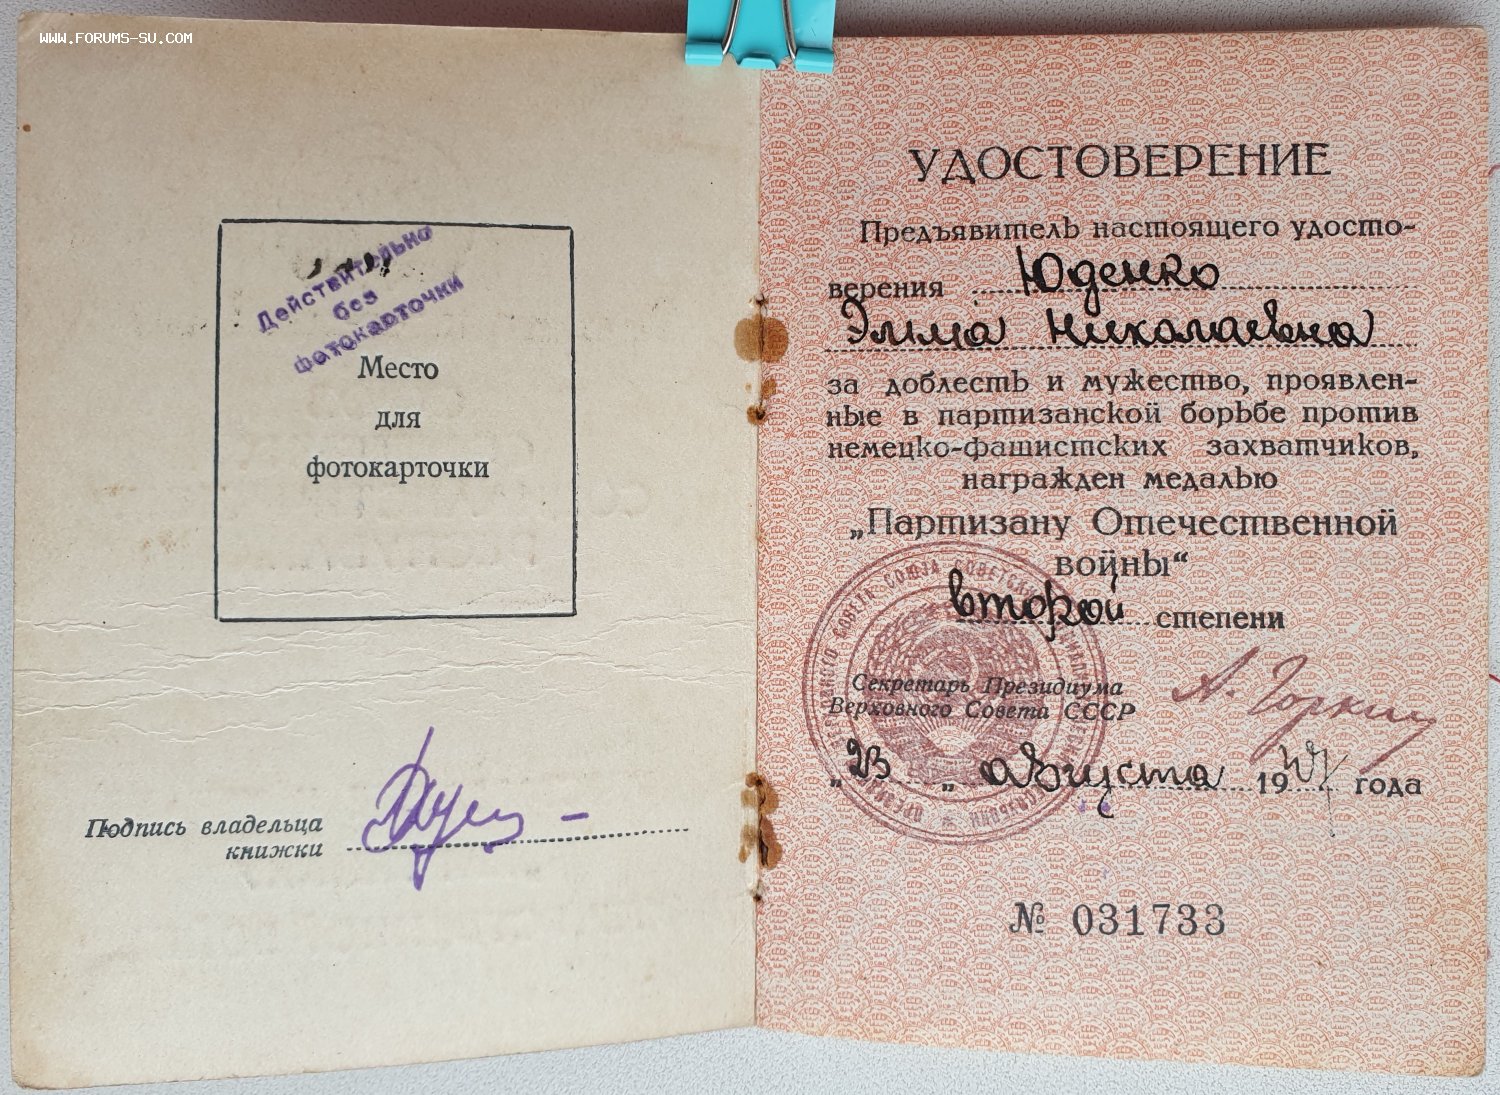 www.forums-su.com
Действительно
без
фотокарточки
Место
для
фотокарточки
Подпись владельца
книжки
УДОСТОВЕРЕНИЕ
Предъявитель настоящего удосто-
верения Юденко
Эмма Николаевна
за доблесть и мужество, проявлен-
ные в партизанской борьбе против
немецко-фашистских захватчиков,
награжден медалью
„Партизану Отечественной
войны“
второй степени
Секретарь Президиума
Верховного Совета СССР
А. Горкин
„23„ августа 1947 года
№ 031733